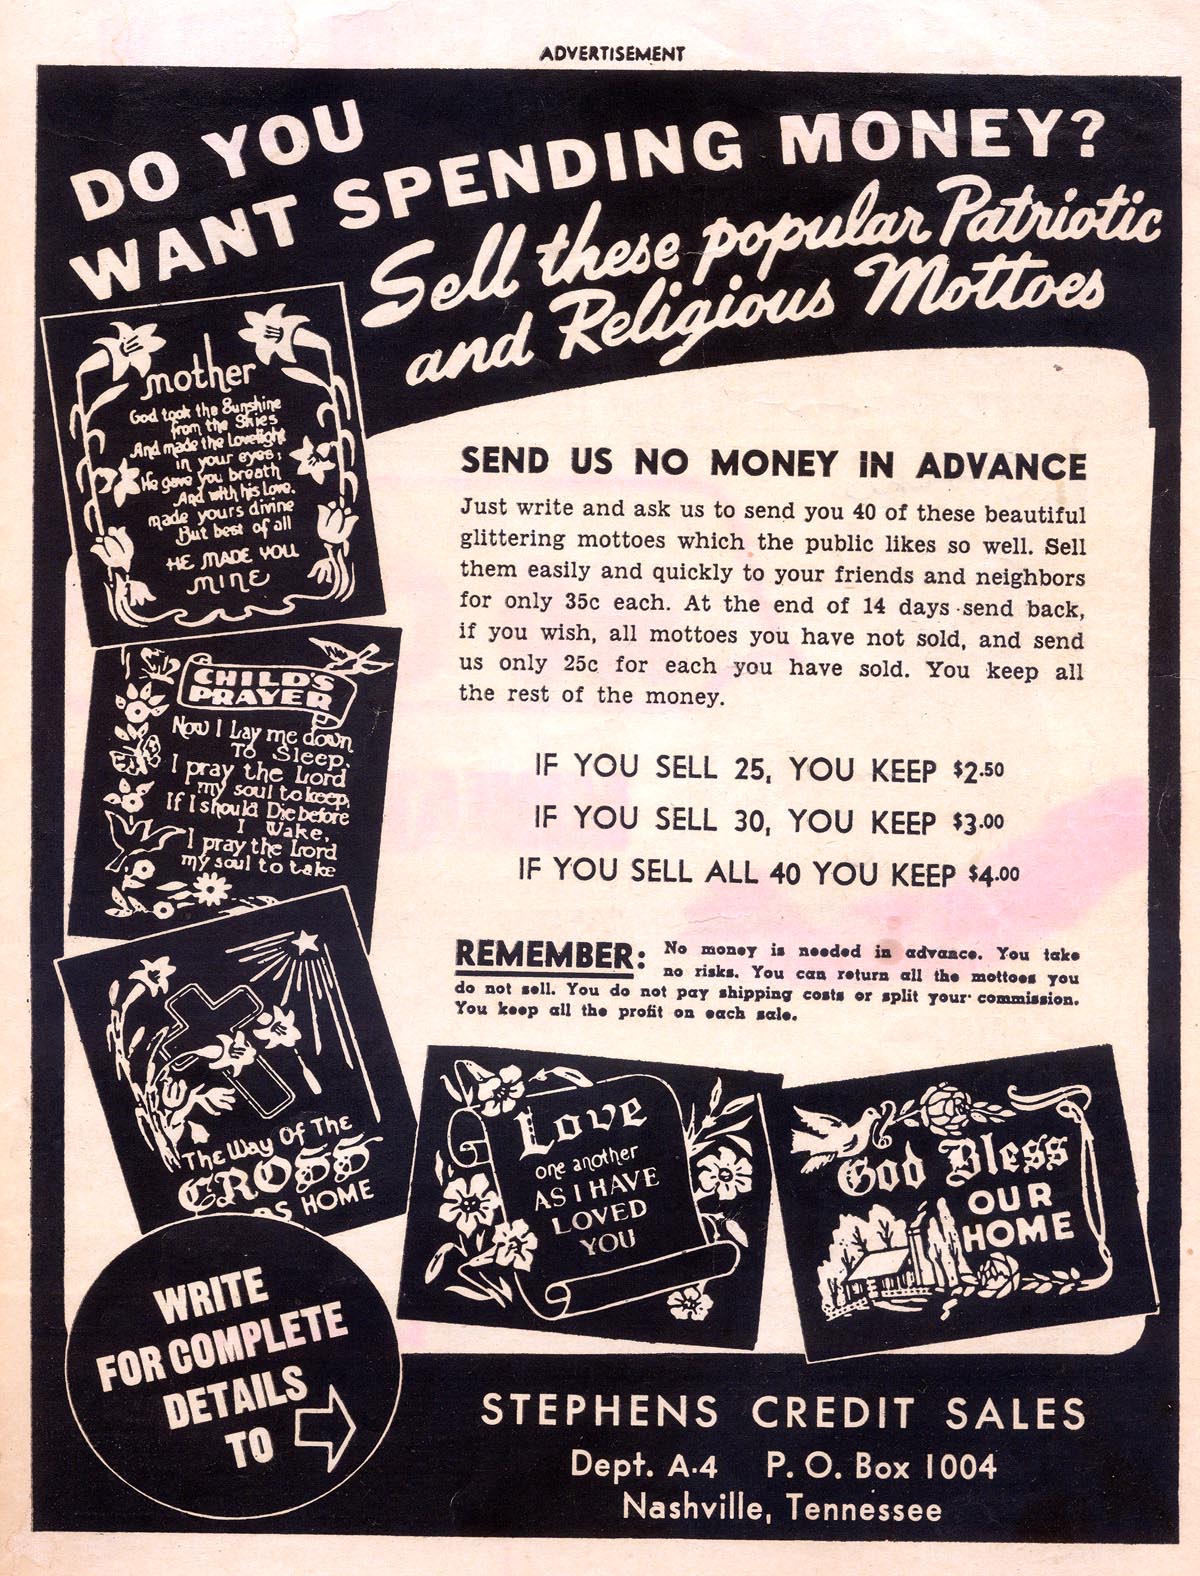 ADVERTISEMENT
DO YOU
WANT SPENDING MONEY?
Sell these popular Patriotic
and Religious Mottoes
mother
God took the Sunshine
from the Skies
And made the Lovelight
in your eyes;
He gave you breath
And with his Love.
made yours divine
But best of all
HE MADE YOU
MINE
CHILD'S
PRAYER
Now I Lay me down
To Sleep.
I pray the Lord
my soul to keep,
If I should Die before
I Wake,
I pray the Lord
my soul to take
The Way Of The
CROSS
HOME
SEND US NO MONEY IN ADVANCE
Just write and ask us to send you 40 of these beautiful
glittering mottoes which the public likes so well. Sell
them easily and quickly to your friends and neighbors
for only 35c each. At the end of 14 days send back,
if you wish, all mottoes you have not sold, and send
us only 25c for each you have sold. You keep all
the rest of the money.
IF YOU SELL 25, YOU KEEP $2.50
IF YOU SELL 30, YOU KEEP $3.00
IF YOU SELL ALL 40 YOU KEEP $4.00
REMEMBER: No money is needed in advance. You take
no risks. You can return all the mottoes you
do not sell. You do not pay shipping costs or split your commission.
You keep all the profit on each sale.
Love
one another
AS I HAVE
LOVED
YOU
God Bless
OUR
HOME
WRITE
FOR COMPLETE
DETAILS
TO
STEPHENS CREDIT SALES
Dept. A-4 P. O. Box 1004
Nashville, Tennessee